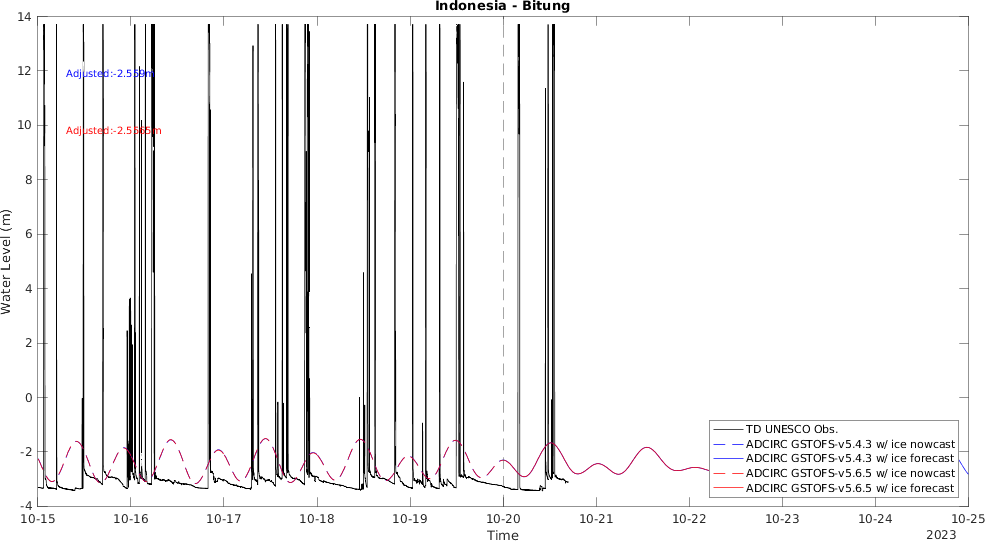 Indonesia - Bitung
14
12
10
8
6
4
2
0
-2
-4
Water Level (m)
Adjusted:-2.559m
Adjusted:-2.5565m
10-15
10-16
10-17
10-18
10-19
10-20
10-21
10-22
10-23
10-24
10-25
Time
2023
TD UNESCO Obs.
ADCIRC GSTOFS-v5.4.3 w/ ice nowcast
ADCIRC GSTOFS-v5.4.3 w/ ice forecast
ADCIRC GSTOFS-v5.6.5 w/ ice nowcast
ADCIRC GSTOFS-v5.6.5 w/ ice forecast